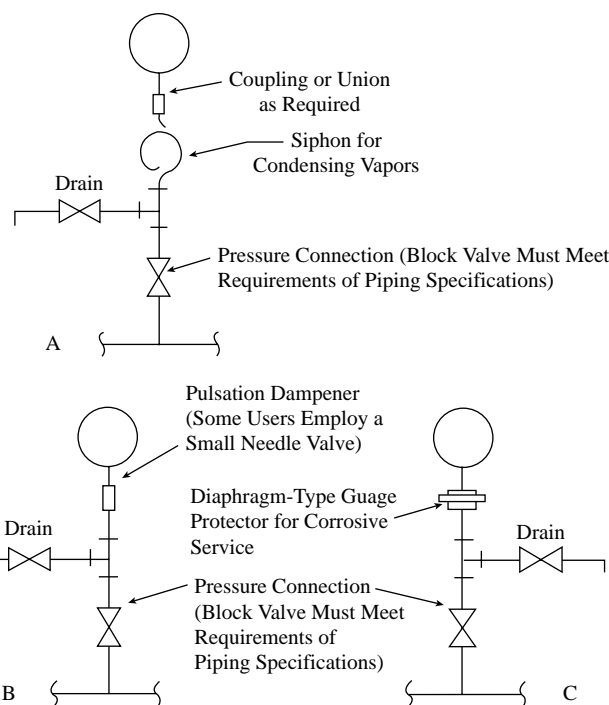 Coupling or Union
as Required
Siphon for
Condensing Vapors
Drain
Pressure Connection (Block Valve Must Meet
Requirements of Piping Specifications)
A
Pulsation Dampener
(Some Users Employ a
Small Needle Valve)
Diaphragm-Type Guage
Protector for Corrosive
Service
Drain
Drain
Pressure Connection
(Block Valve Must Meet
Requirements of
Piping Specifications)
B
C